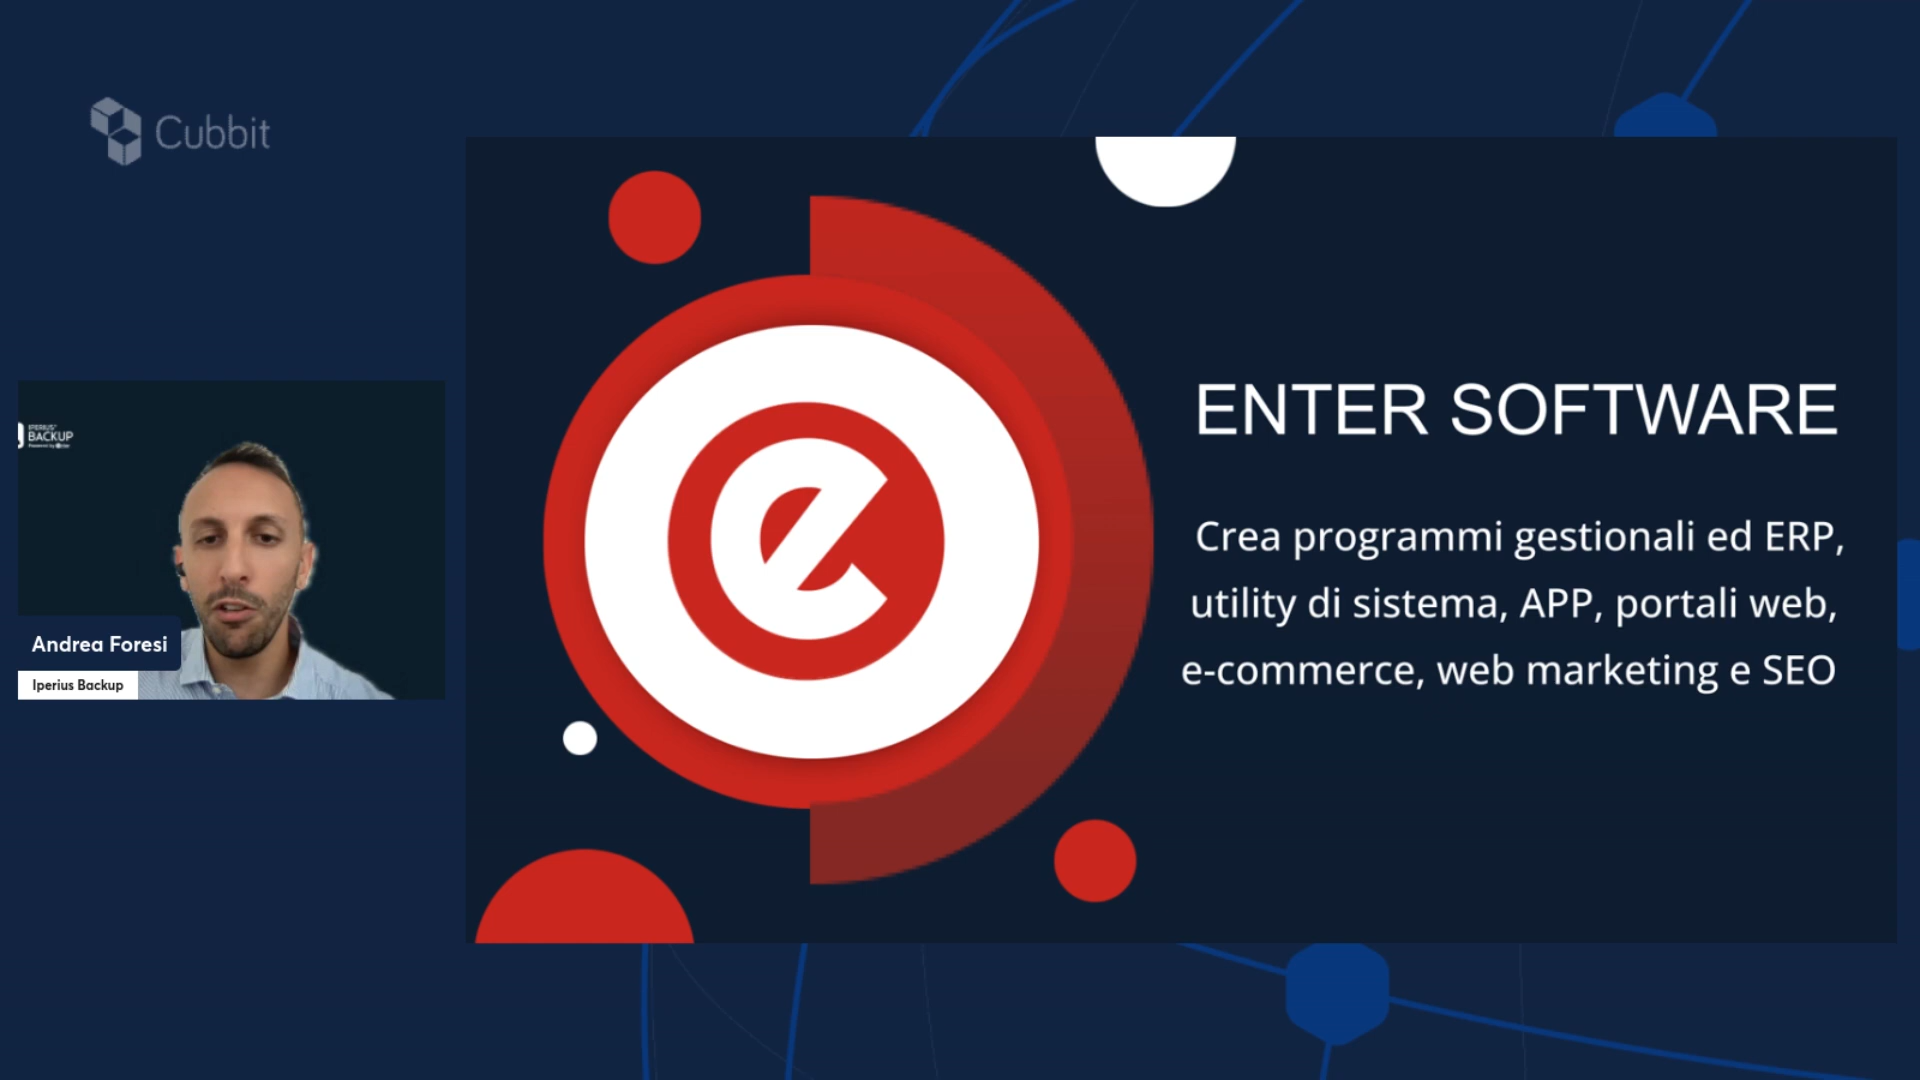 Cubbit
IPERIUS
BACKUP
Andrea Foresi
Iperius Backup
ENTER SOFTWARE
Crea programmi gestionali ed ERP,
utility di sistema, APP, portali web,
e-commerce, web marketing e SEO